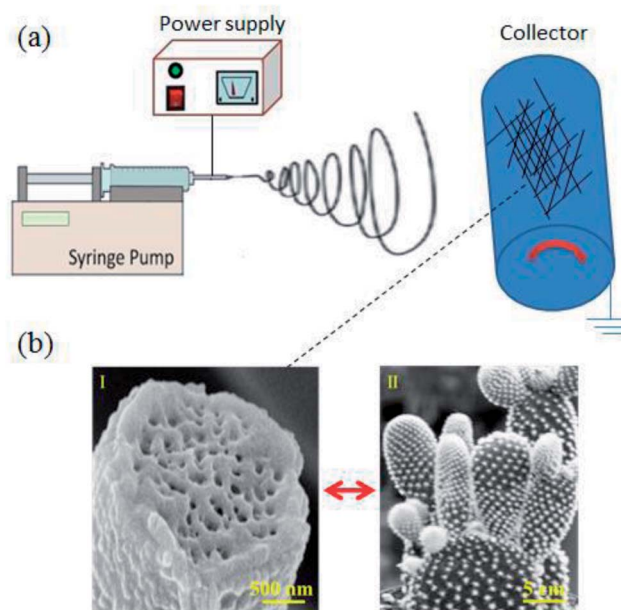 (a)
Power supply
Collector
Syringe Pump
(b)
I
II
500 nm
5 cm